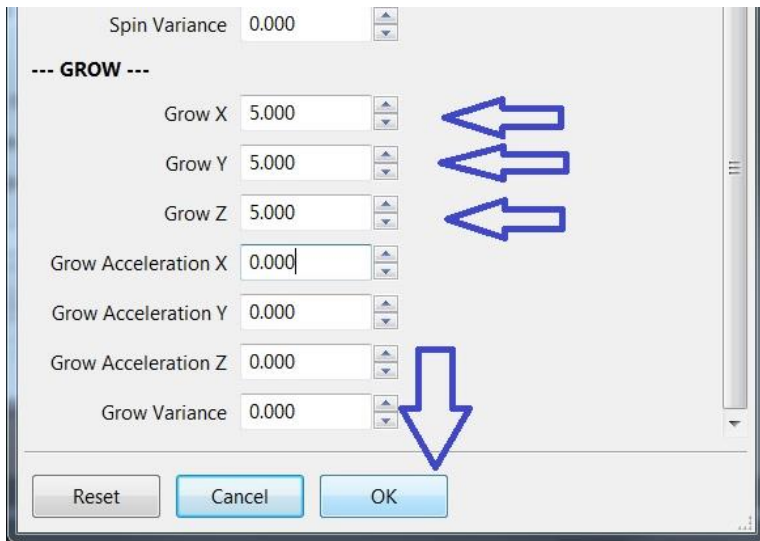 Spin Variance 0.000
--- GROW ---
Grow X 5.000
Grow Y 5.000
Grow Z 5.000
Grow Acceleration X 0.000
Grow Acceleration Y 0.000
Grow Acceleration Z 0.000
Grow Variance 0.000
Reset Cancel OK